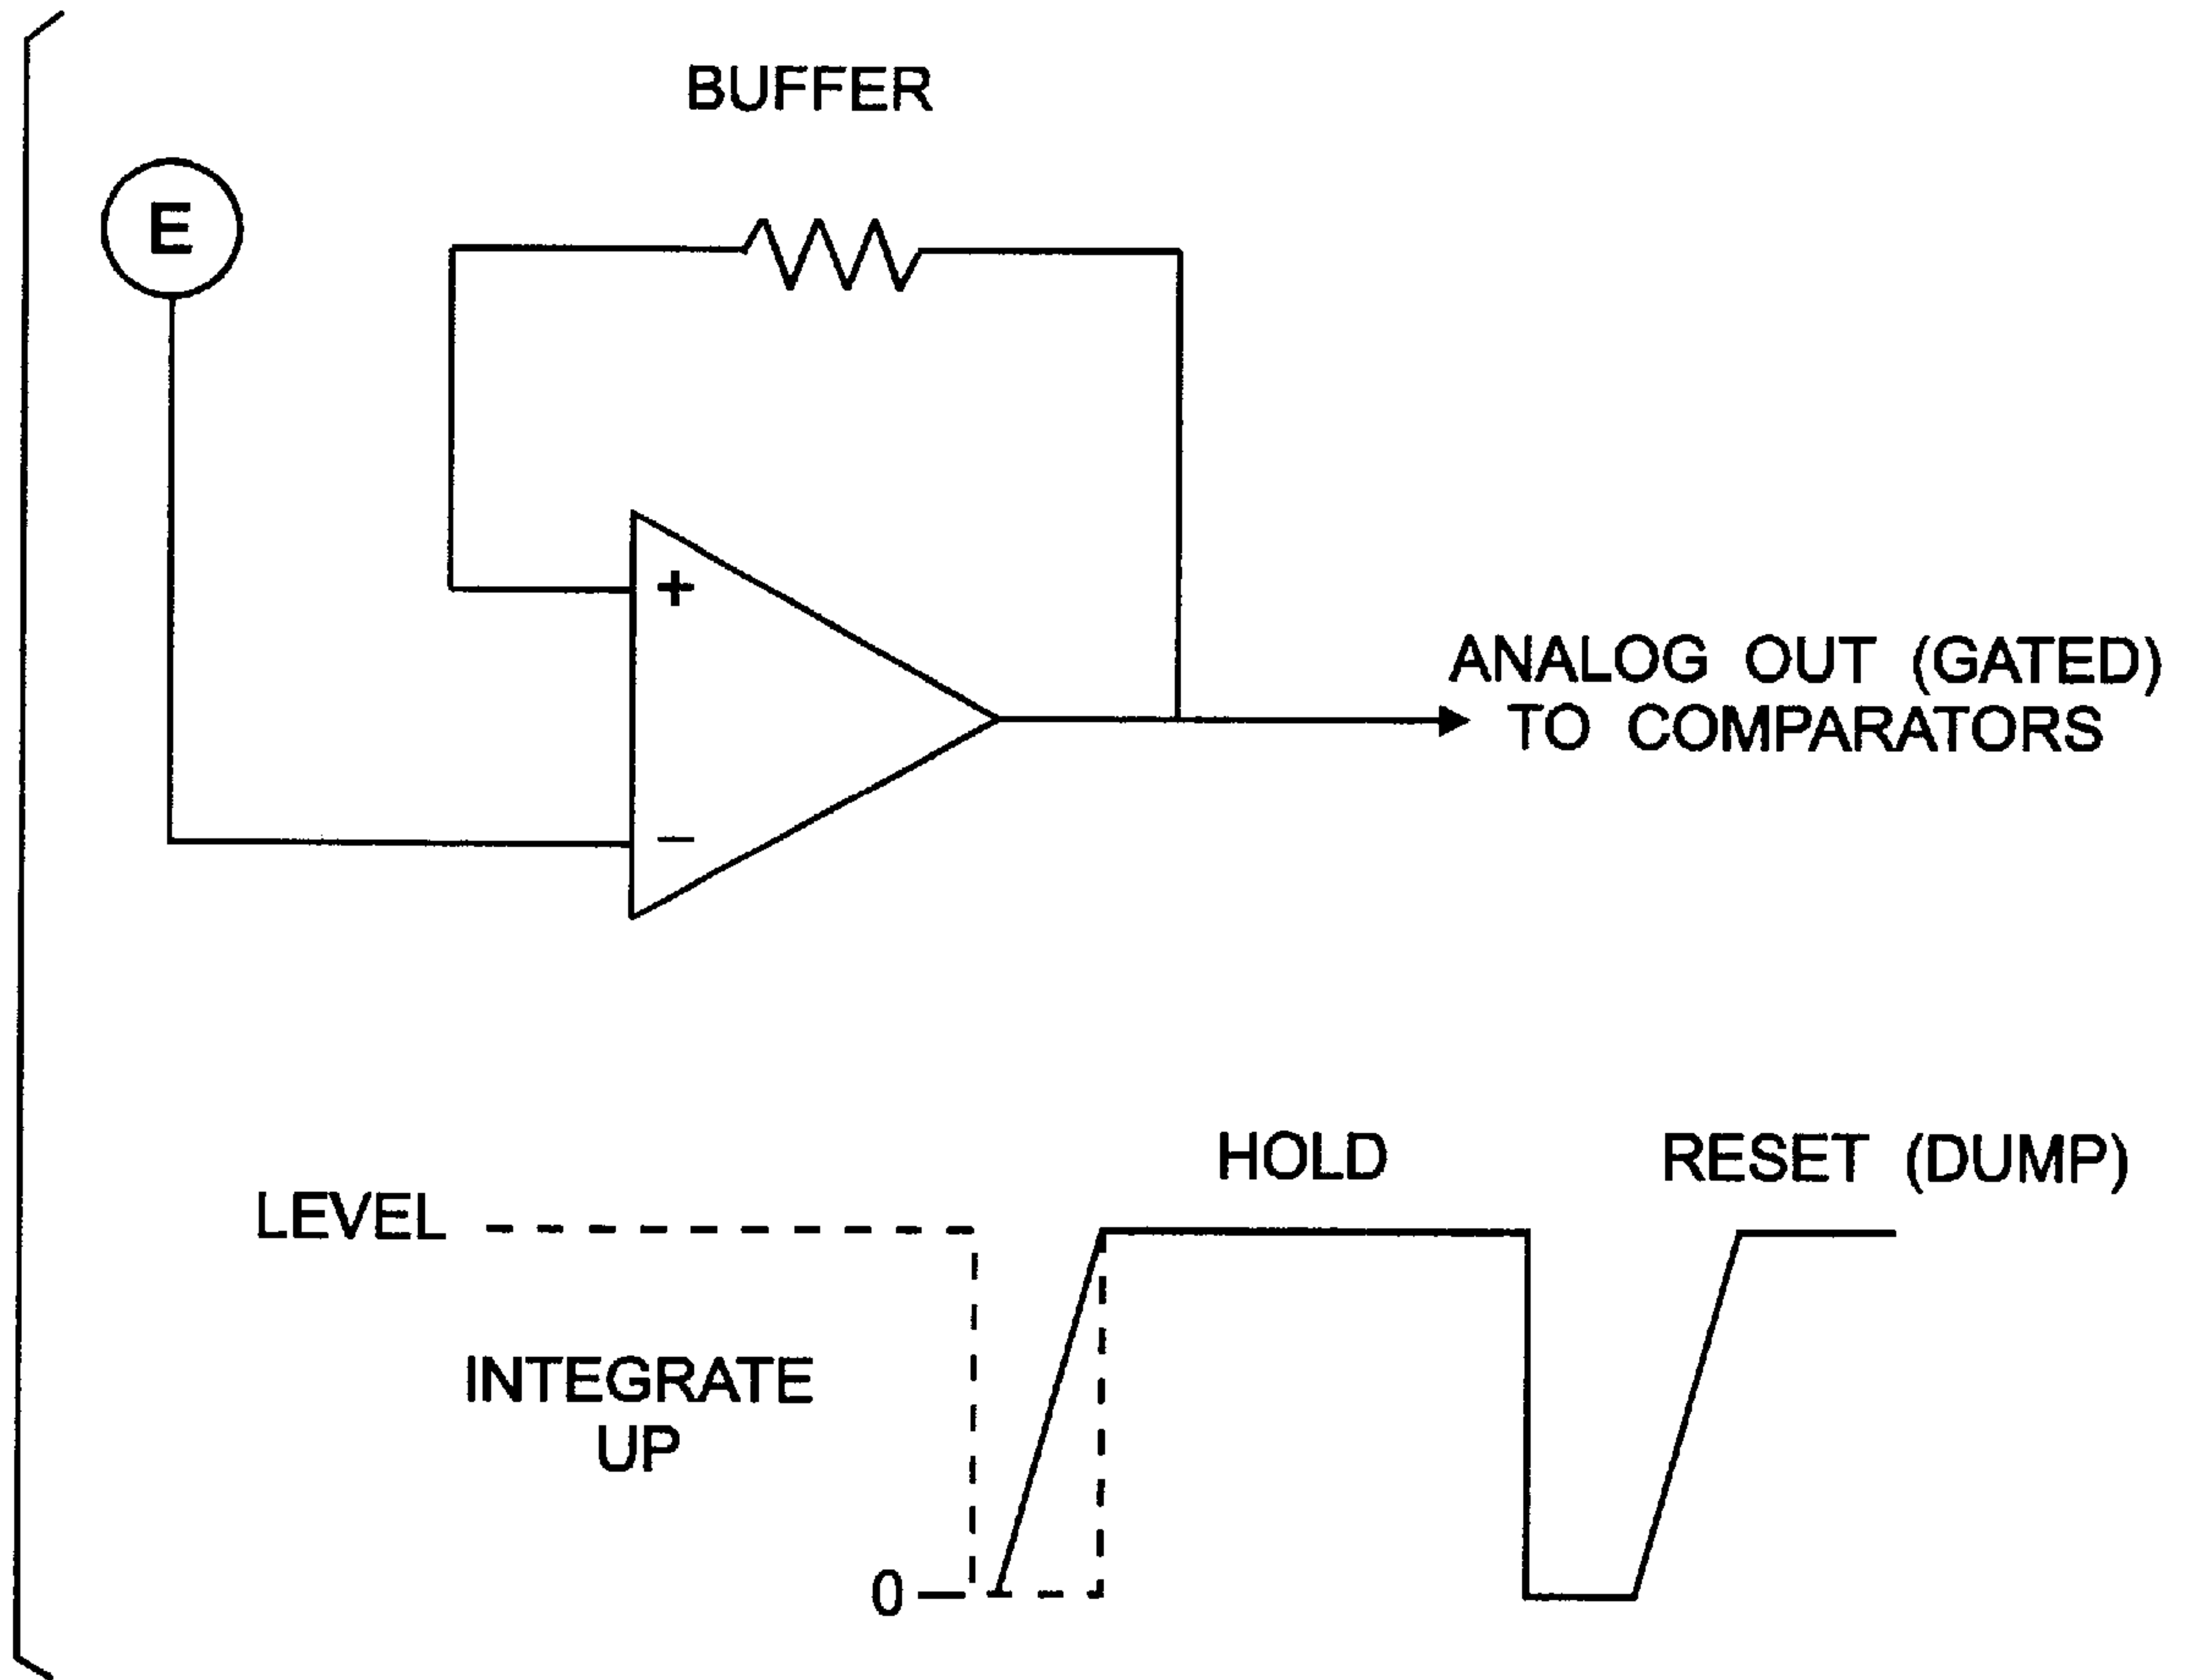 BUFFER
E
+
−
ANALOG OUT (GATED)
TO COMPARATORS
HOLD
RESET (DUMP)
LEVEL
INTEGRATE
UP
0